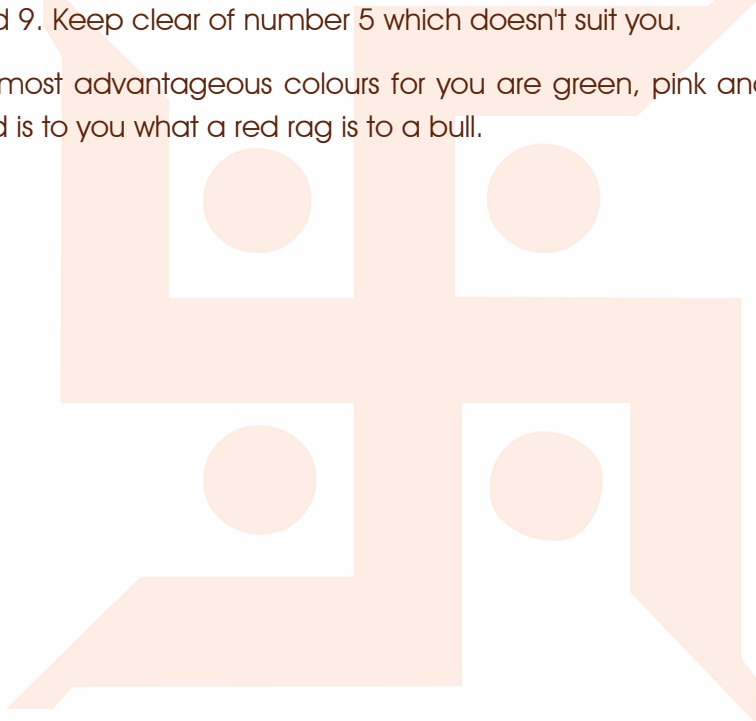 9. Keep clear of number 5 which doesn't suit you.
most advantageous colours for you are green, pink
is to you what a red rag is to a bull.